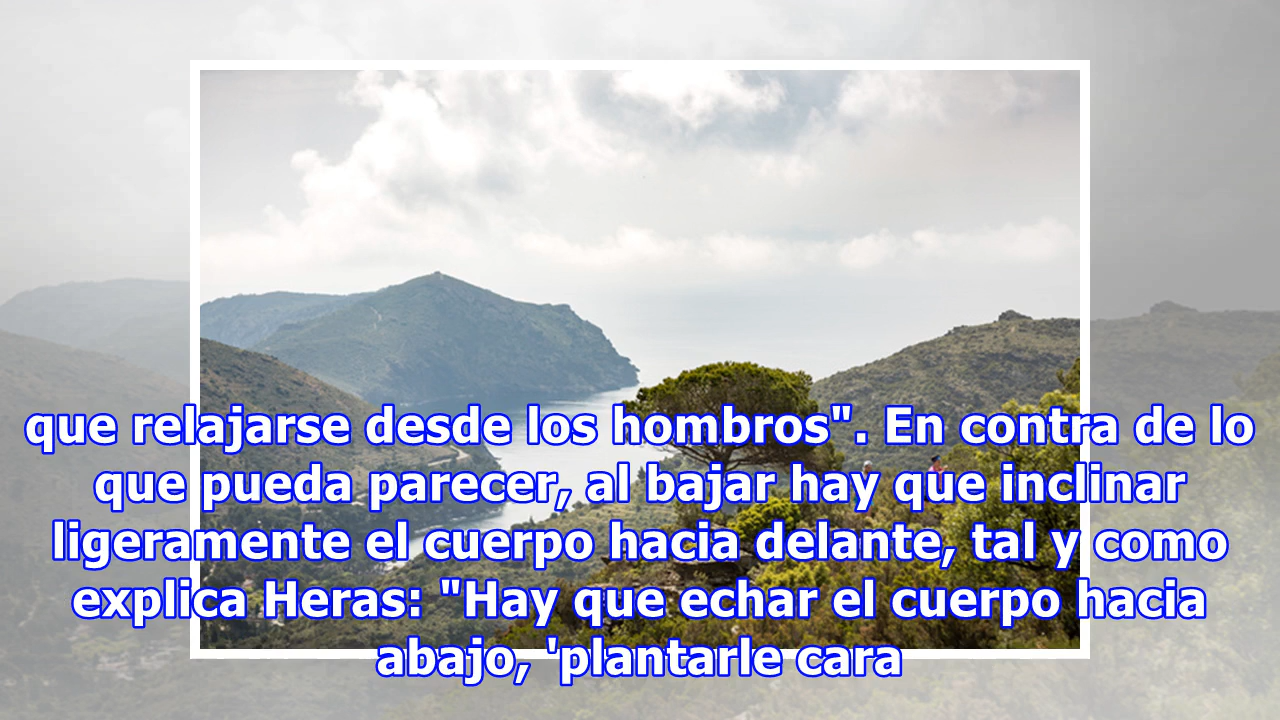 que relajarse desde los hombros". En contra de lo
que pueda parecer, al bajar hay que inclinar
ligeramente el cuerpo hacia delante, tal y como
explica Heras: "Hay que echar el cuerpo hacia
abajo, 'plantarle cara